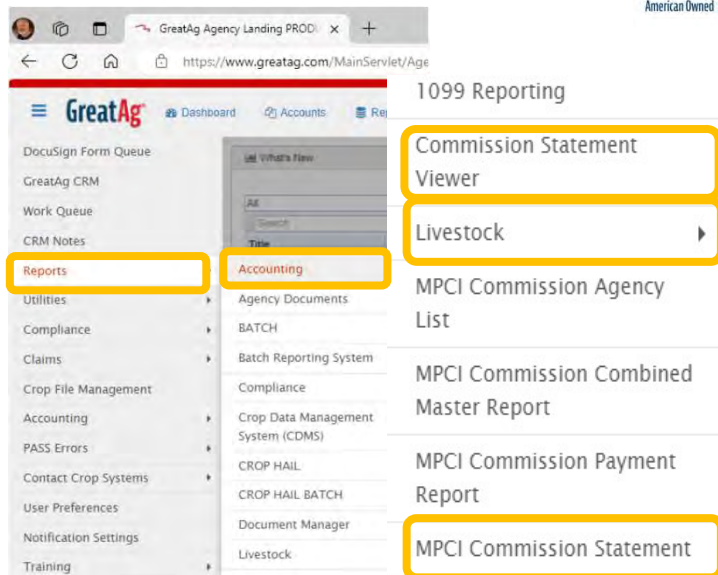 American Owned
GreatAg Agency Landing PRODU
https://www.greatag.com/MainServlet/Age
GreatAg
Dashboard
Accounts
Re
DocuSign Form Queue
GreatAg CRM
Work Queue
CRM Notes
Reports
Utilities
Compliance
Claims
Crop File Management
Accounting
PASS Errors
Contact Crop Systems
User Preferences
Notification Settings
Training
What's New
All
Search
Title
Accounting
Agency Documents
BATCH
Batch Reporting System
Compliance
Crop Data Management
System (CDMS)
CROP HAIL
CROP HAIL BATCH
Document Manager
Livestock
1099 Reporting
Commission Statement
Viewer
Livestock
MPCI Commission Agency
List
MPCI Commission Combined
Master Report
MPCI Commission Payment
Report
MPCI Commission Statement